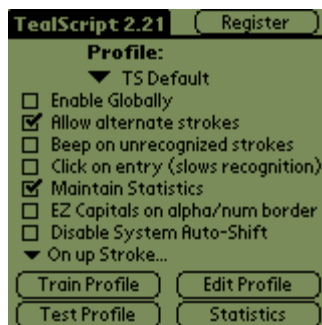 TealScript 2.21 Register
Profile:
TS Default
Enable Globally
Allow alternate strokes
Beep on unrecognized strokes
Click on entry (slows recognition)
Maintain Statistics
EZ Capitals on alpha/num border
Disable System Auto-Shift
On up Stroke...
Train Profile Edit Profile
Test Profile Statistics